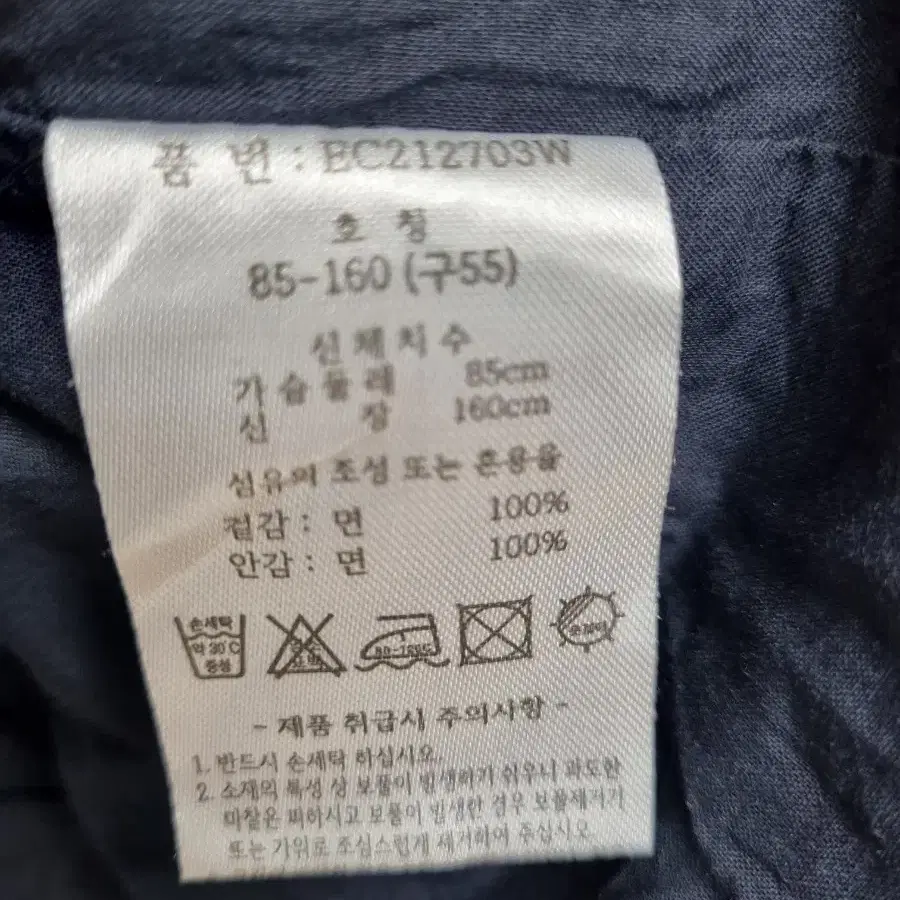 품 번 : EC212703W
호 칭
85-160 (구55)
신체치수
가슴둘레 85cm
신 장 160cm
섬유의 조성 또는 혼용율
겉감 : 면 100%
안감 : 면 100%
손세탁
약 30℃
중성
80-120℃
- 제품 취급시 주의사항 -
1. 반드시 손세탁 하십시요.
2. 소재의 특성 상 보풀이 발생하기 쉬우니 과도한
마찰은 피하시고 보풀이 발생한 경우 보풀제거기
또는 가위로 조심스럽게 제거하여 주십시오